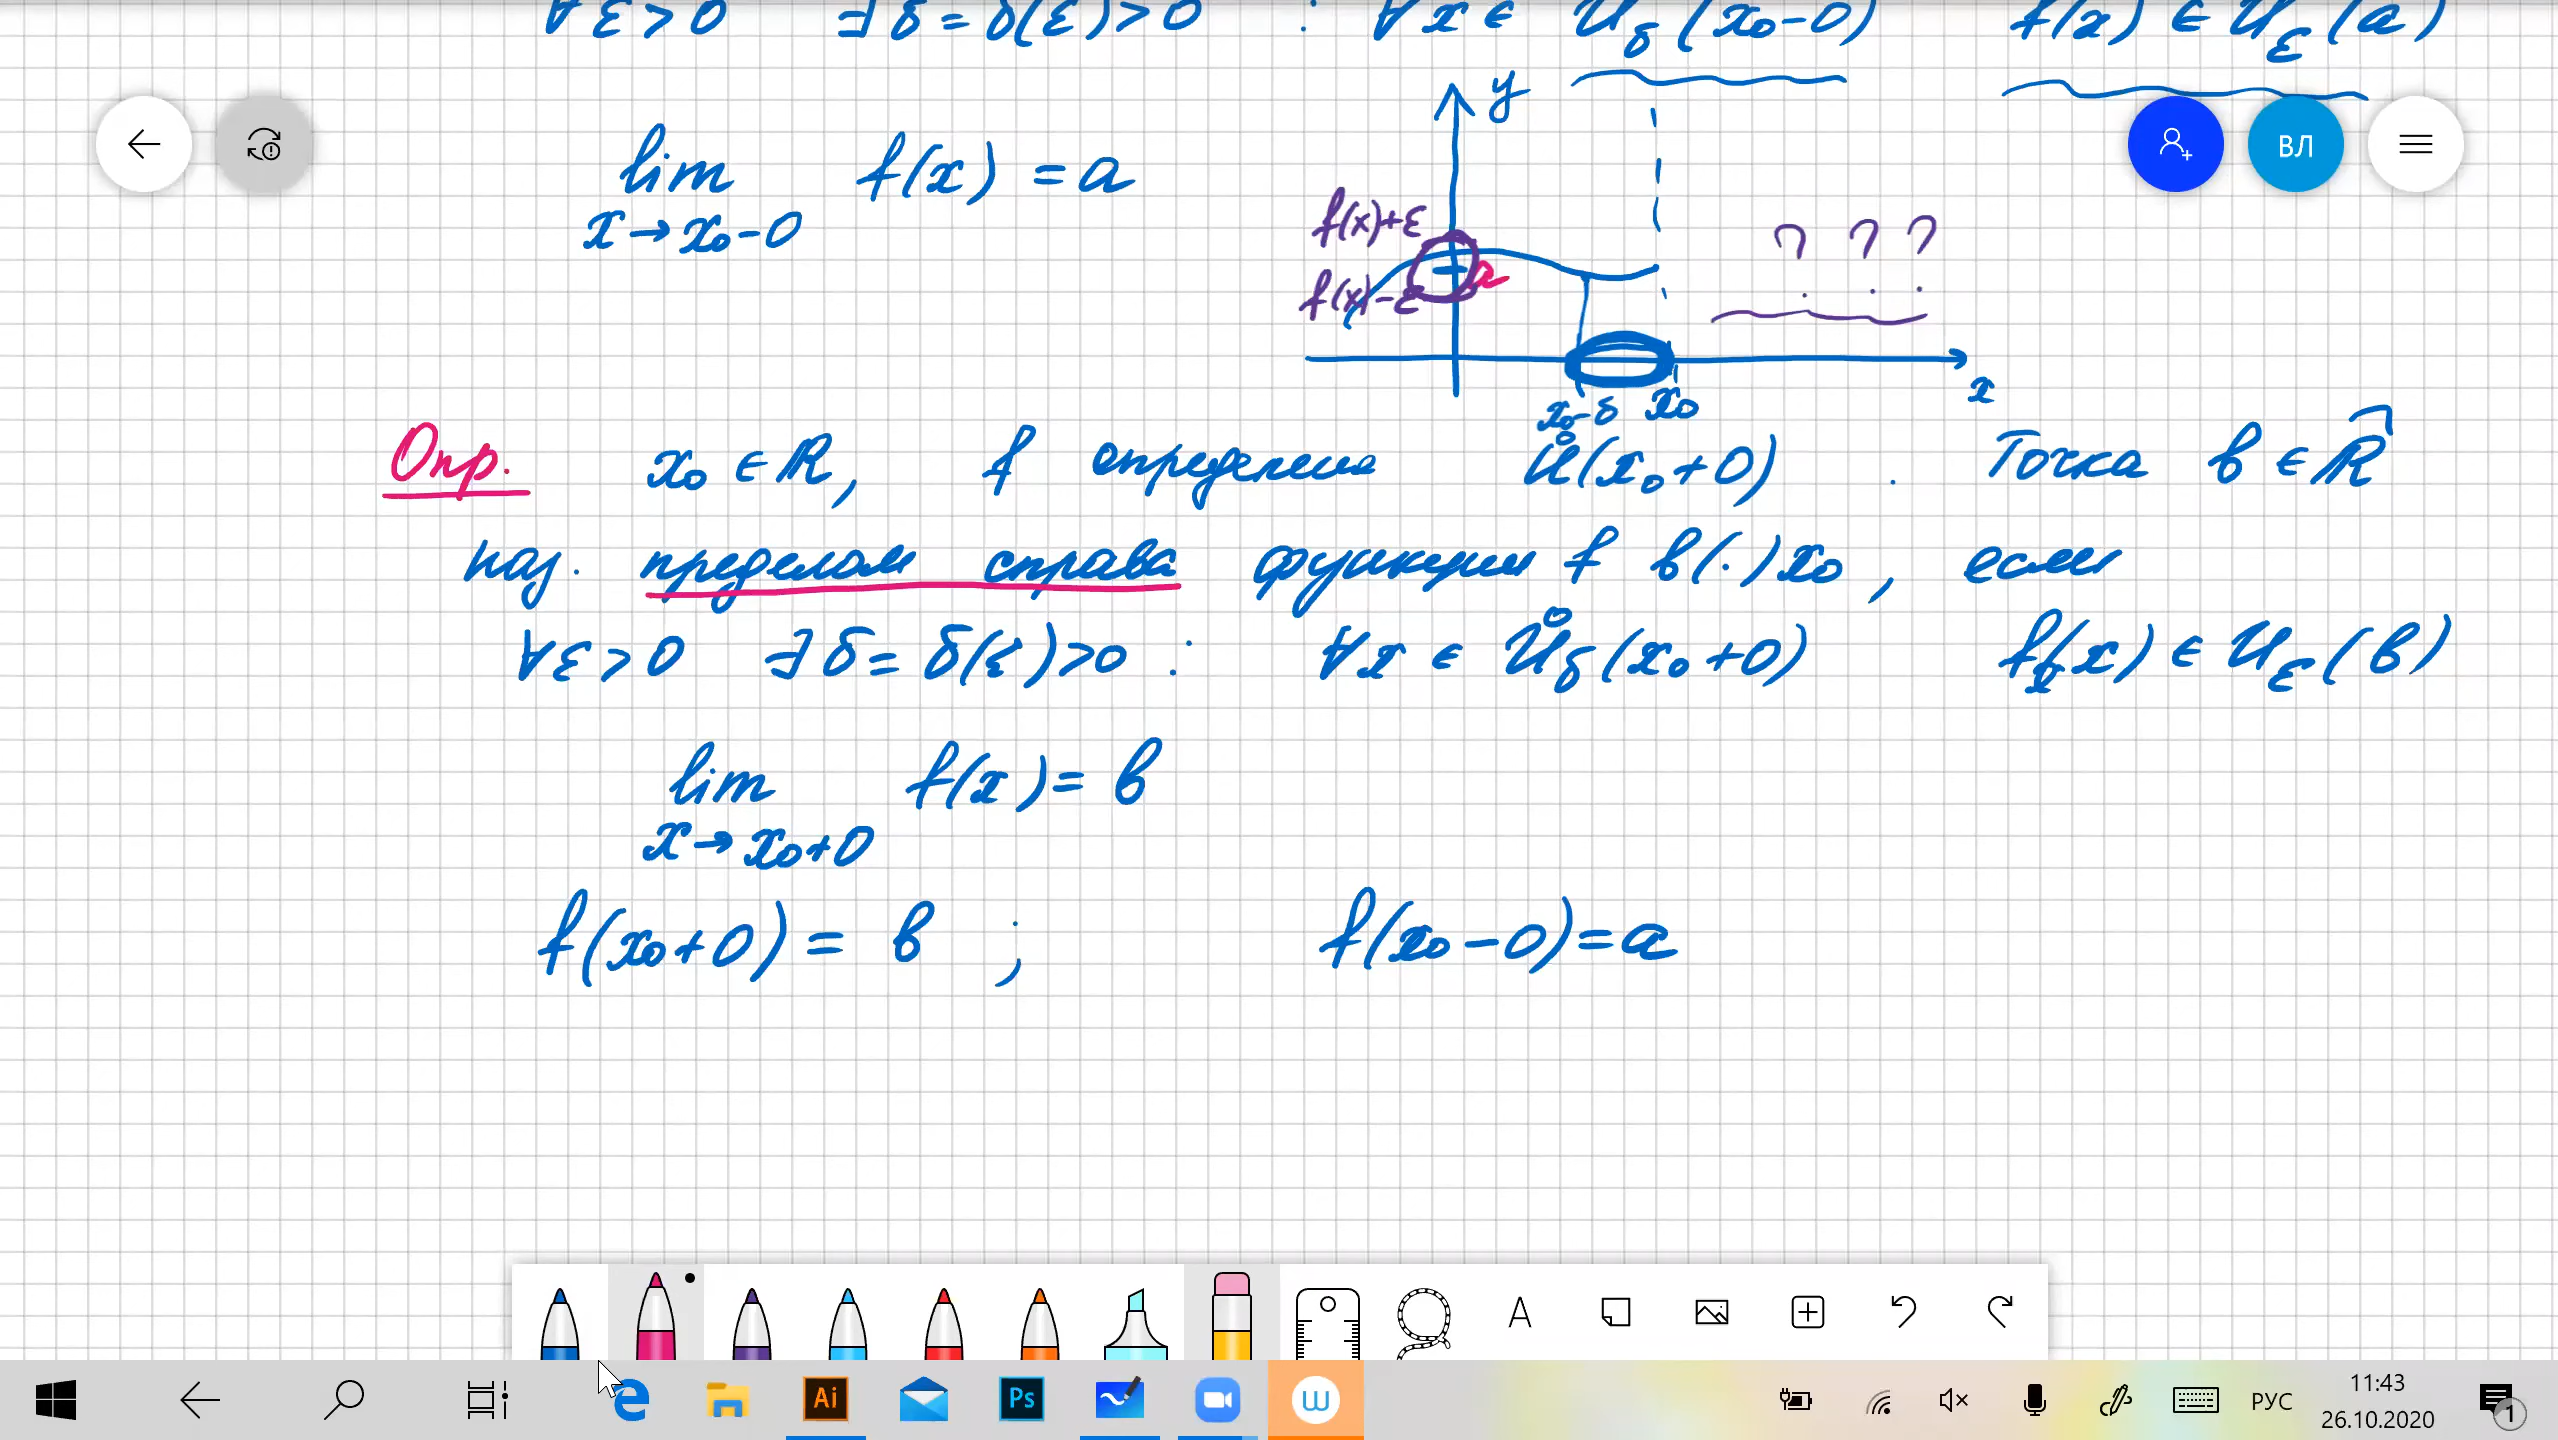 ∀ε>0 ∃δ=δ(ε)>0 : ∀x∈ U_δ(x₀-0) f(x)∈U_ε(a)
ВЛ
lim f(x) = a
x→x₀-0
y
f(x)+ε
f(x)-ε
a
? ? ?
x₀-δ x₀ x
Опр. x₀∈R, f определена Ů(x₀+0). Точка b∈R̂
наз. пределом справа функции f в(·)x₀, если
∀ε>0 ∃δ=δ(ε)>0 : ∀x∈Ů_δ(x₀+0) f(x)∈U_ε(b)
lim f(x)= b
x→x₀+0
f(x₀+0)= b ; f(x₀-0)=a
A
Ai
Ps
РУС
11:43
26.10.2020
1